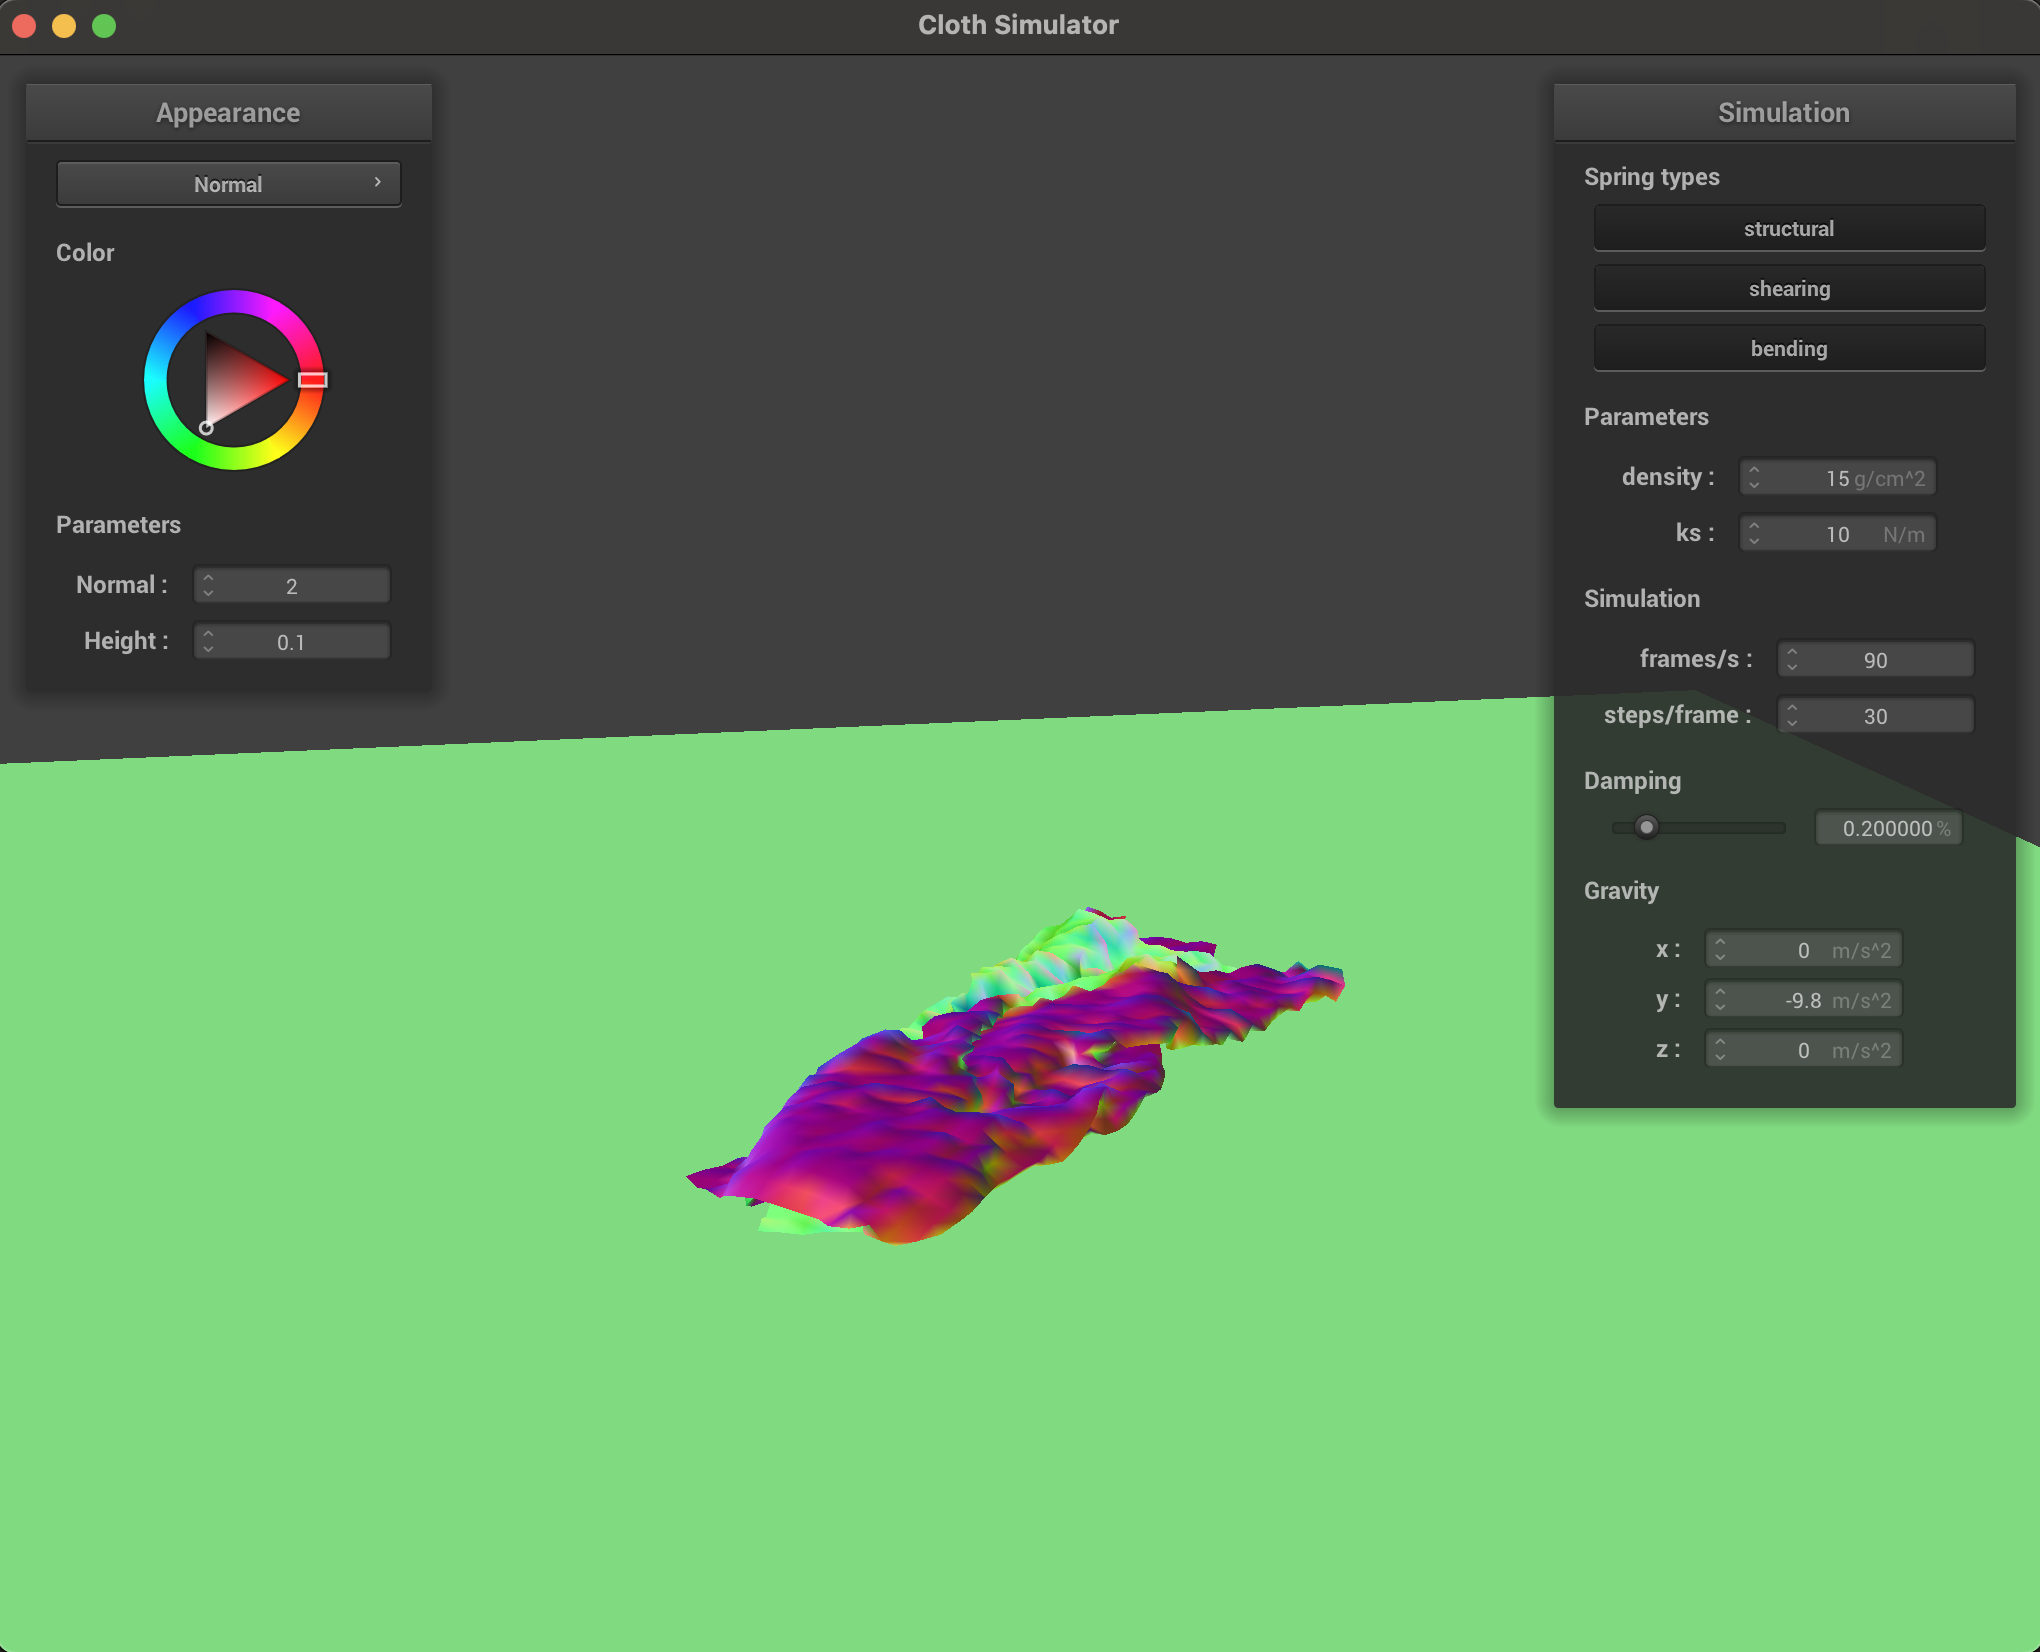 Cloth Simulator
Appearance
Normal
Color
Parameters
Normal : 2
Height : 0.1
Simulation
Spring types
structural
shearing
bending
Parameters
density : 15 g/cm^2
ks : 10 N/m
Simulation
frames/s : 90
steps/frame : 30
Damping
0.200000 %
Gravity
x : 0 m/s^2
y : -9.8 m/s^2
z : 0 m/s^2